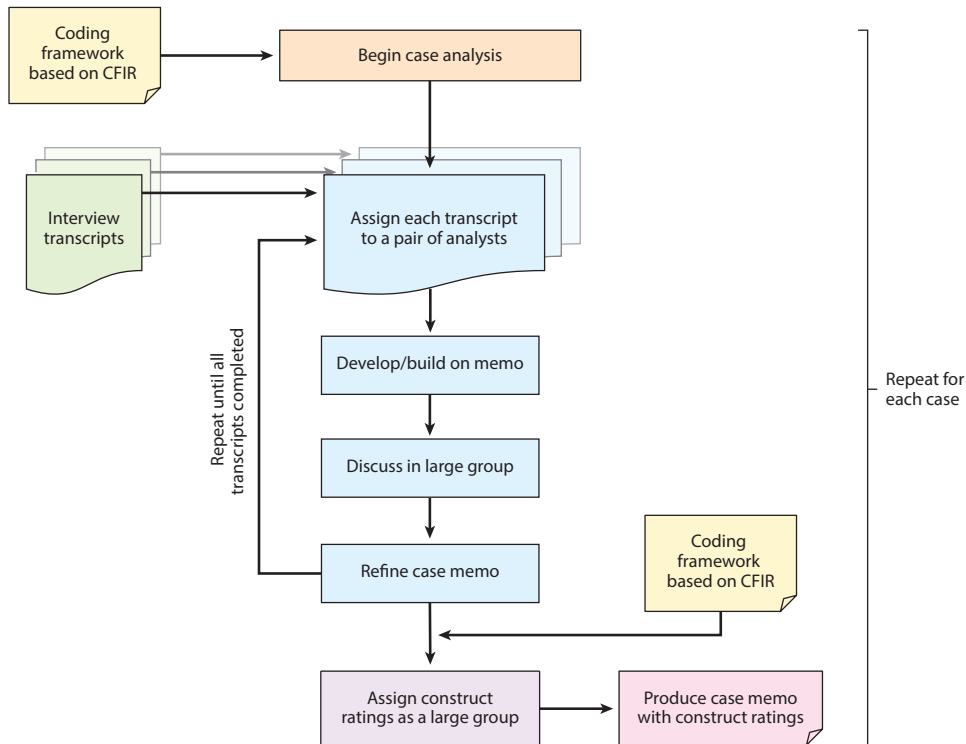 Coding
framework
based on CFIR
Begin case analysis
Interview
transcripts
Assign each transcript
to a pair of analysts
Repeat until all
transcripts completed
Develop/build on memo
Discuss in large group
Refine case memo
Coding
framework
based on CFIR
Repeat for
each case
Assign construct
ratings as a large group
Produce case memo
with construct ratings